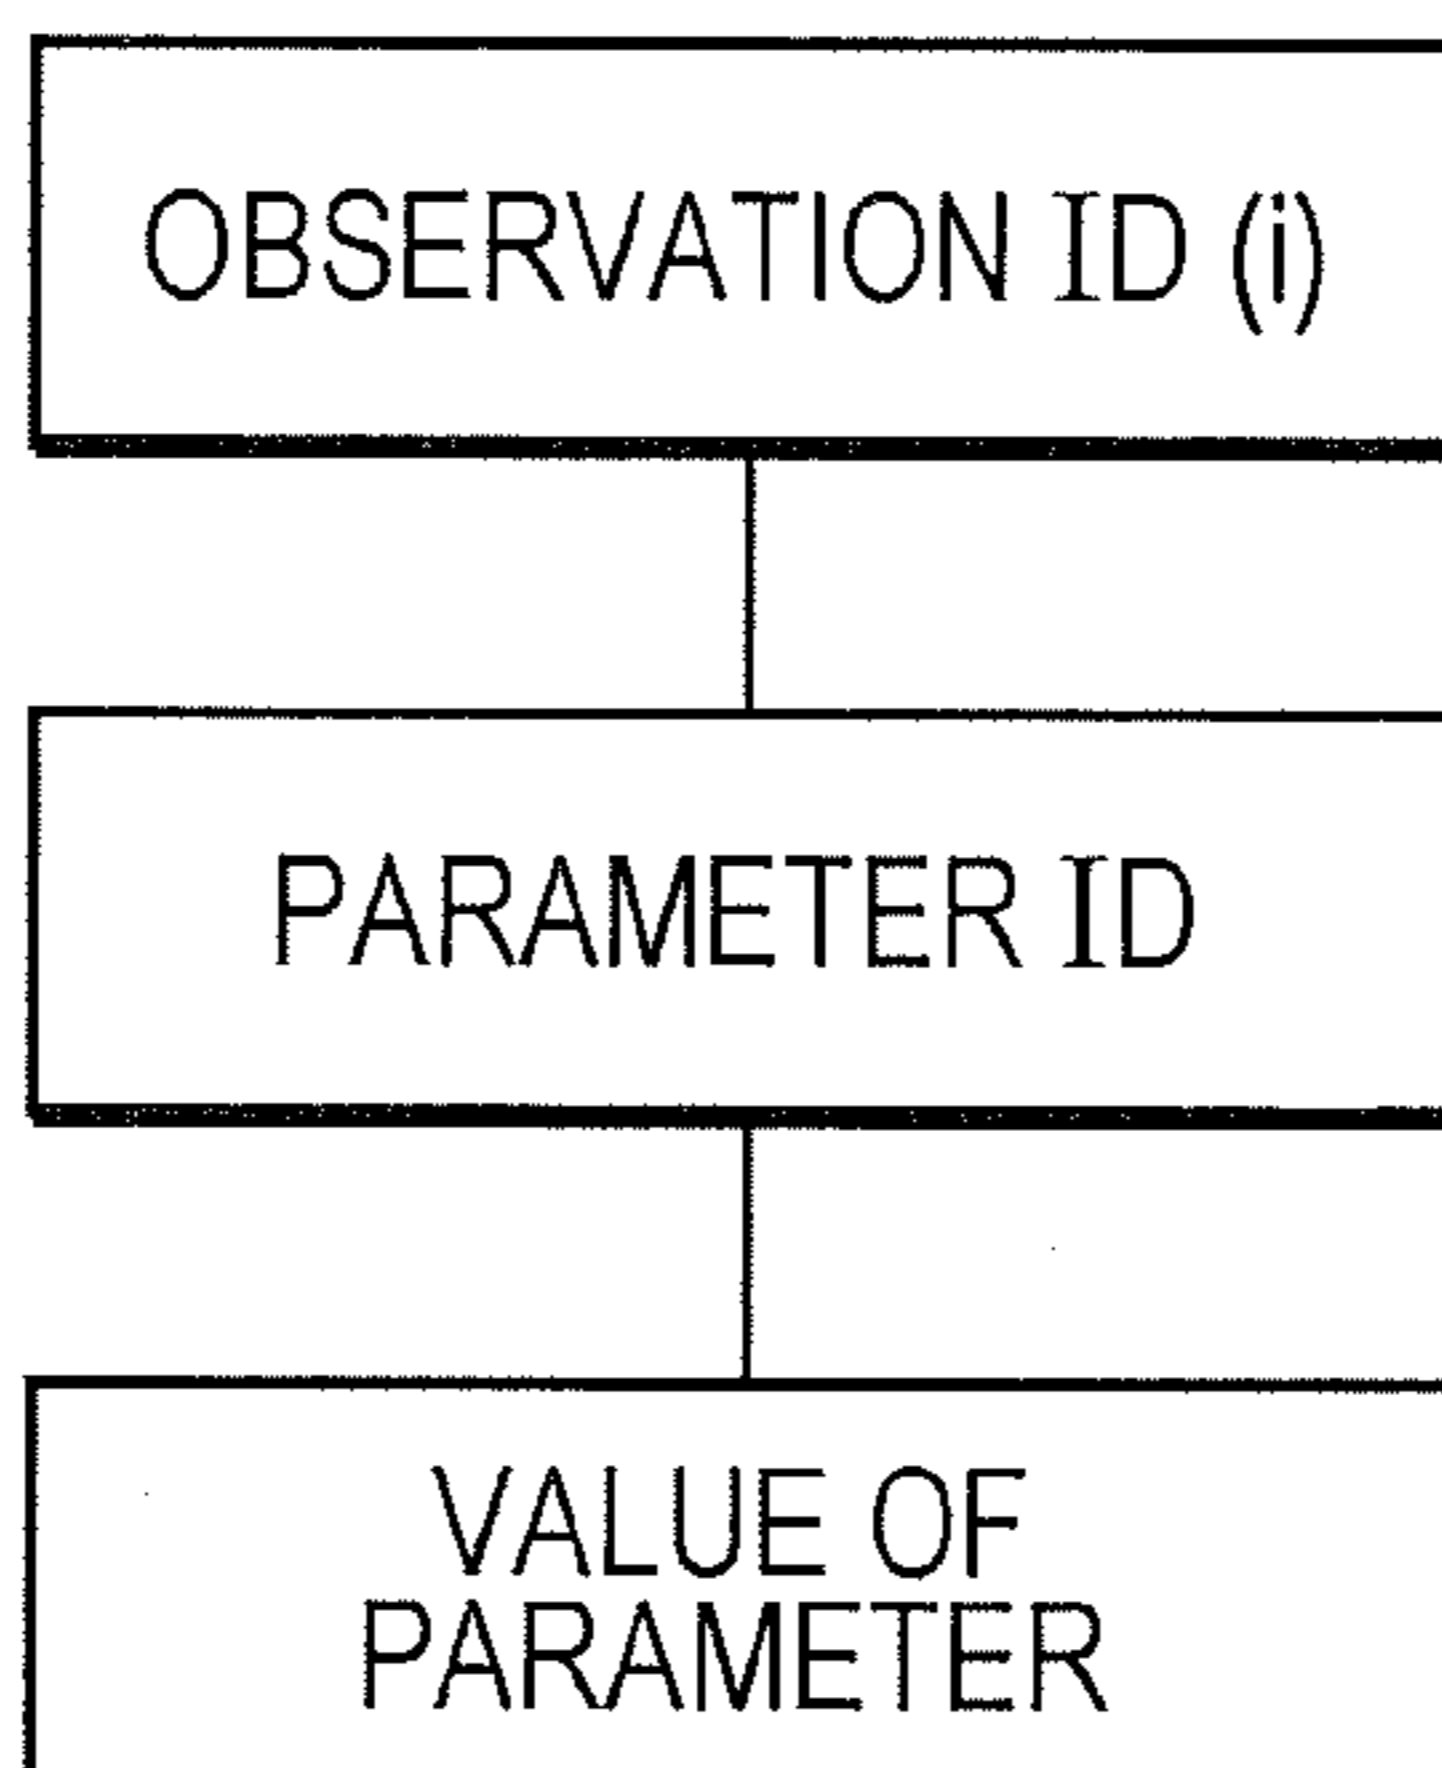 OBSERVATION ID (i)
PARAMETER ID
VALUE OF
PARAMETER